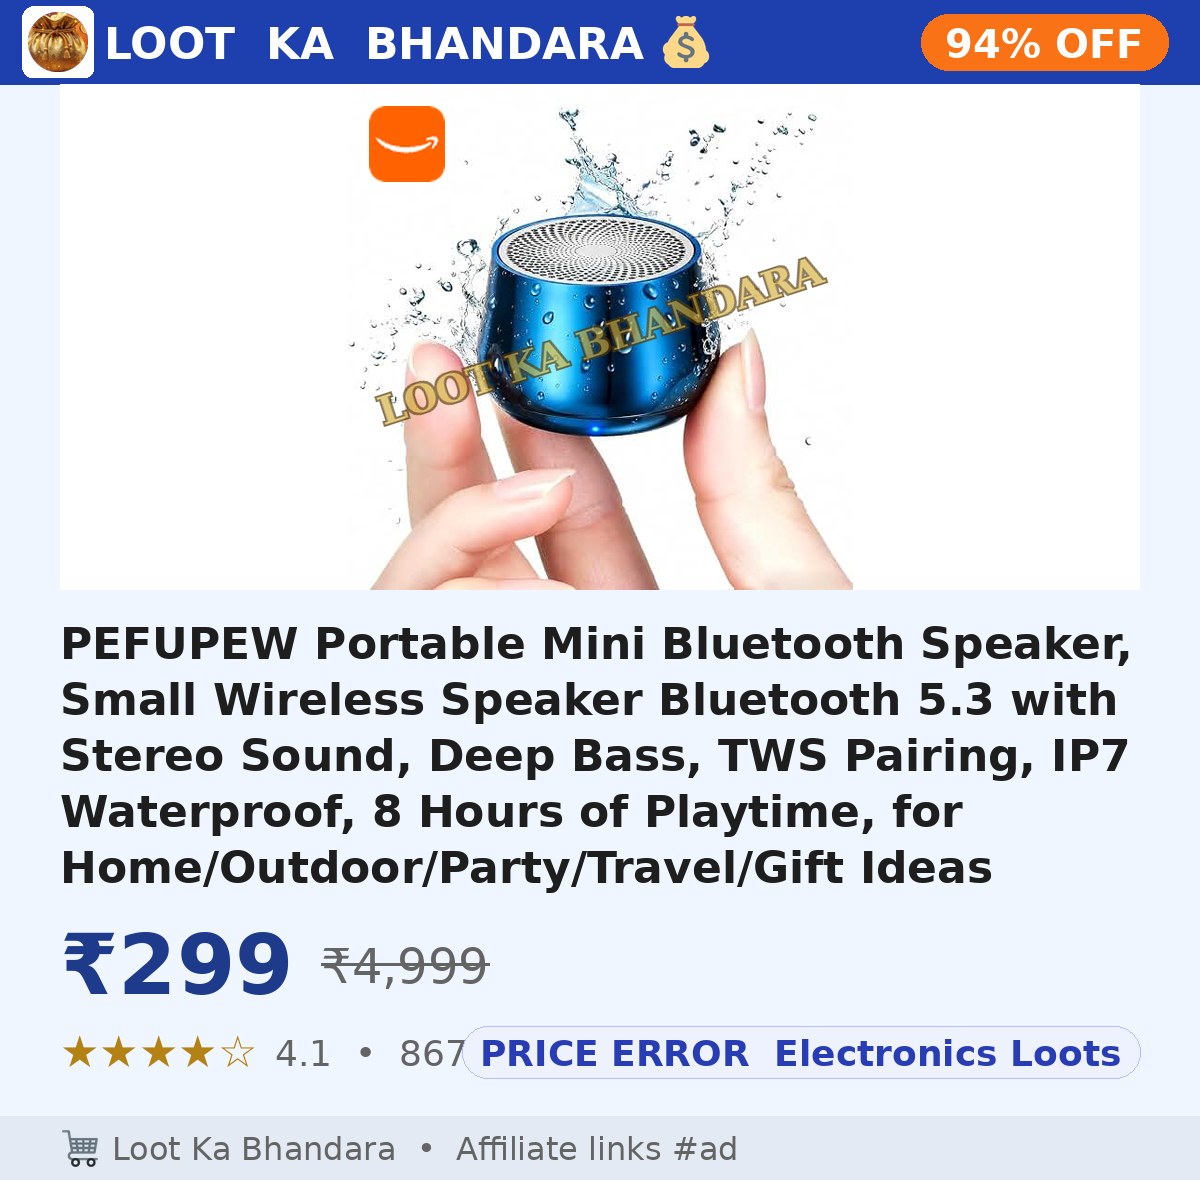 LOOT KA BHANDARA 💰
94% OFF
LOOT KA BHANDARA
PEFUPEW Portable Mini Bluetooth Speaker,
Small Wireless Speaker Bluetooth 5.3 with
Stereo Sound, Deep Bass, TWS Pairing, IP7
Waterproof, 8 Hours of Playtime, for
Home/Outdoor/Party/Travel/Gift Ideas
₹299 ₹4,999
★★★★☆ 4.1 • 867 PRICE ERROR Electronics Loots
🛒 Loot Ka Bhandara • Affiliate links #ad